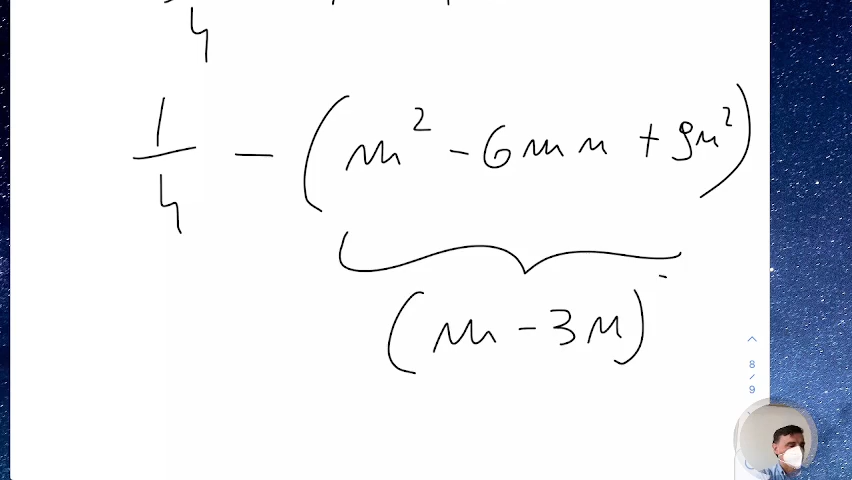 4
1/4 - (m² - 6mn + 9n²)
(m - 3n)
8
/
9